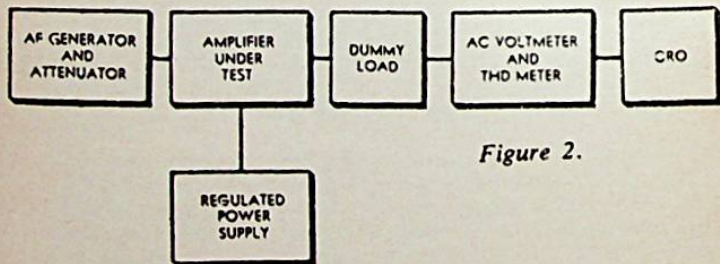 AF GENERATOR
AND
ATTENUATOR
AMPLIFIER
UNDER
TEST
DUMMY
LOAD
AC VOLTMETER
AND
THD METER
CRO
Figure 2.
REGULATED
POWER
SUPPLY